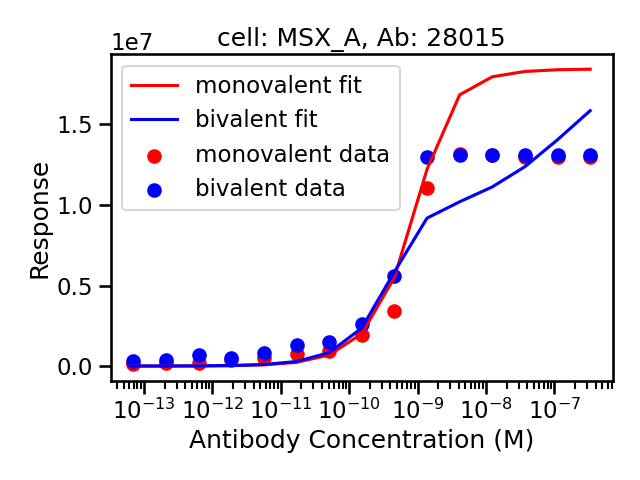 cell: MSX_A, Ab: 28015
1e7
monovalent fit
bivalent fit
monovalent data
bivalent data
1.5
1.0
0.5
0.0
Response
10⁻¹³ 10⁻¹² 10⁻¹¹ 10⁻¹⁰ 10⁻⁹ 10⁻⁸ 10⁻⁷
Antibody Concentration (M)